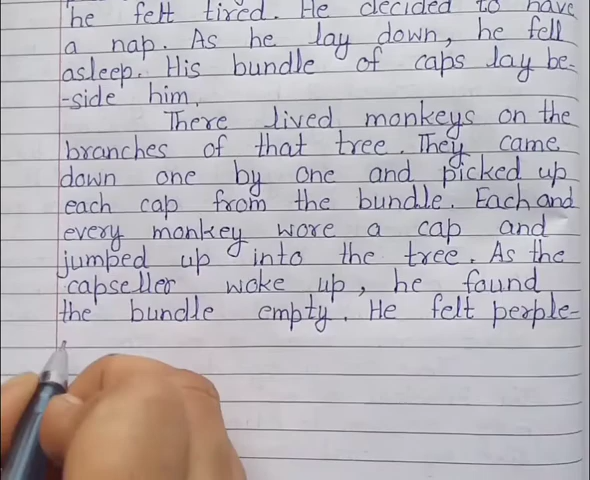 he felt tired. He decided to have
a nap. As he lay down, he fell
asleep. His bundle of caps lay be-
-side him.
There lived monkeys on the
branches of that tree. They came
down one by one and picked up
each cap from the bundle. Each and
every monkey wore a cap and
jumped up into the tree. As the
capseller woke up, he found
the bundle empty. He felt perple-